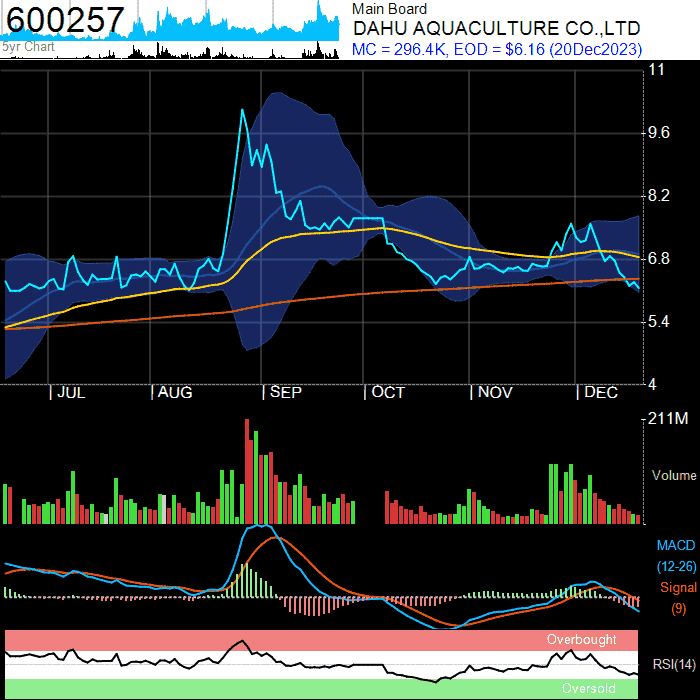 600257
5yr Chart
Main Board
DAHU AQUACULTURE CO.,LTD
MC = 296.4K, EOD = $6.16 (20Dec2023)
11
9.6
8.2
6.8
5.4
4
| JUL | AUG | SEP | OCT | NOV | DEC
211M
Volume
MACD
(12-26)
Signal
(9)
Overbought
RSI(14)
Oversold